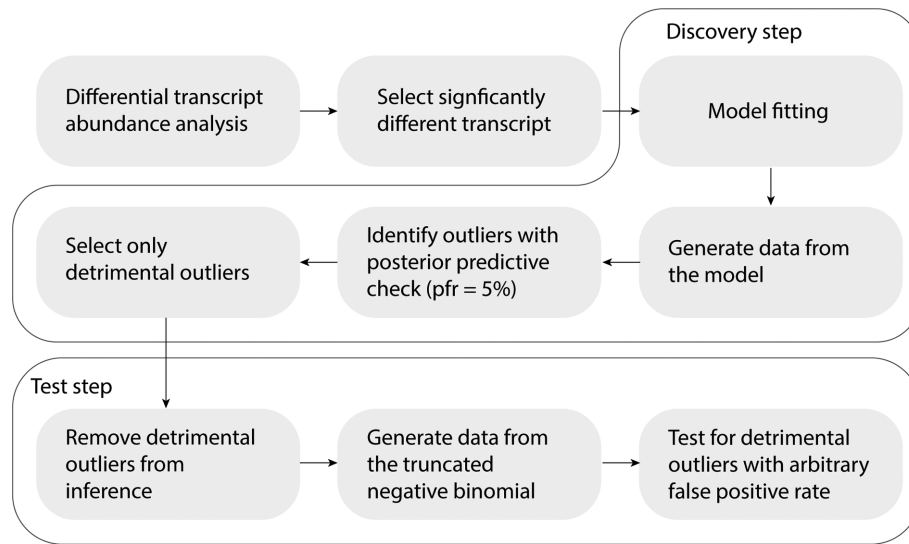 Discovery step
Differential transcript
abundance analysis
Select signficantly
different transcript
Model fitting
Select only
detrimental outliers
Identify outliers with
posterior predictive
check (pfr = 5%)
Generate data from
the model
Test step
Remove detrimental
outliers from
inference
Generate data from
the truncated
negative binomial
Test for detrimental
outliers with arbitrary
false positive rate